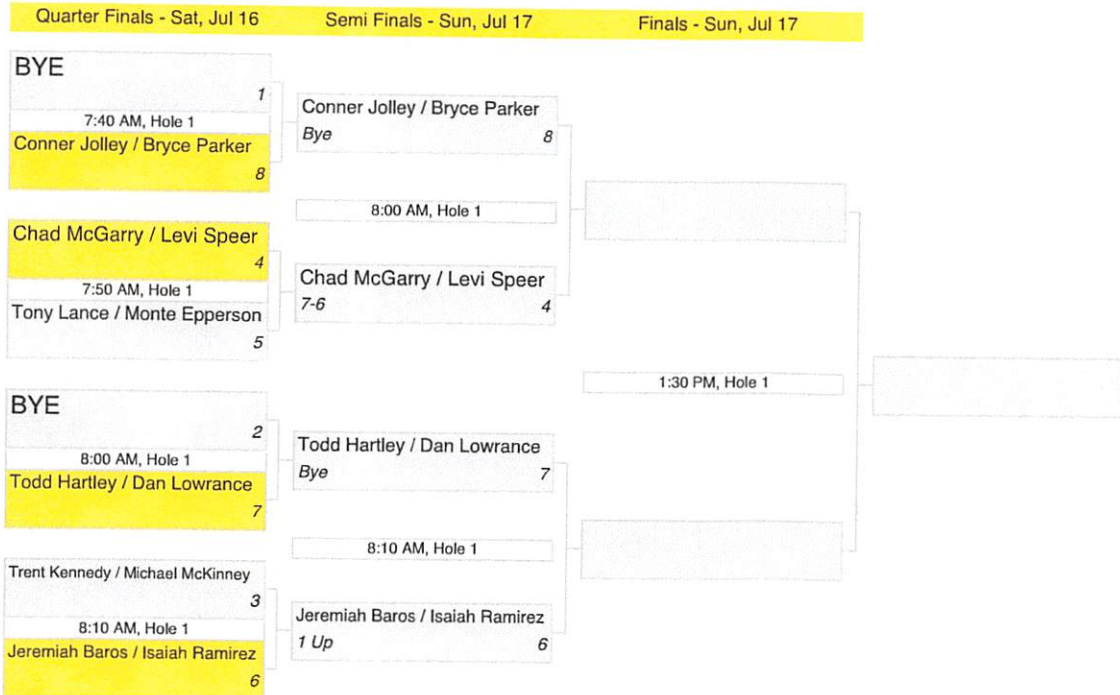 Quarter Finals - Sat, Jul 16
Semi Finals - Sun, Jul 17
Finals - Sun, Jul 17
BYE
1
7:40 AM, Hole 1
Conner Jolley / Bryce Parker
8
Chad McGarry / Levi Speer
4
7:50 AM, Hole 1
Tony Lance / Monte Epperson
5
BYE
2
8:00 AM, Hole 1
Todd Hartley / Dan Lowrance
7
Trent Kennedy / Michael McKinney
3
8:10 AM, Hole 1
Jeremiah Baros / Isaiah Ramirez
6
Conner Jolley / Bryce Parker
Bye 8
8:00 AM, Hole 1
Chad McGarry / Levi Speer
7-6 4
Todd Hartley / Dan Lowrance
Bye 7
8:10 AM, Hole 1
Jeremiah Baros / Isaiah Ramirez
1 Up 6
1:30 PM, Hole 1